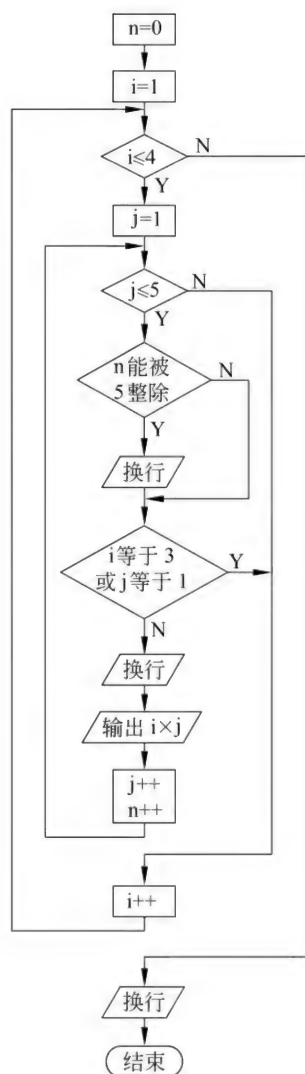 n=0
i=1
i≤4
N
Y
j=1
j≤5
N
Y
n能被
5整除
N
Y
换行
i等于3
或j等于1
Y
N
换行
输出 i×j
j++
n++
i++
换行
结束